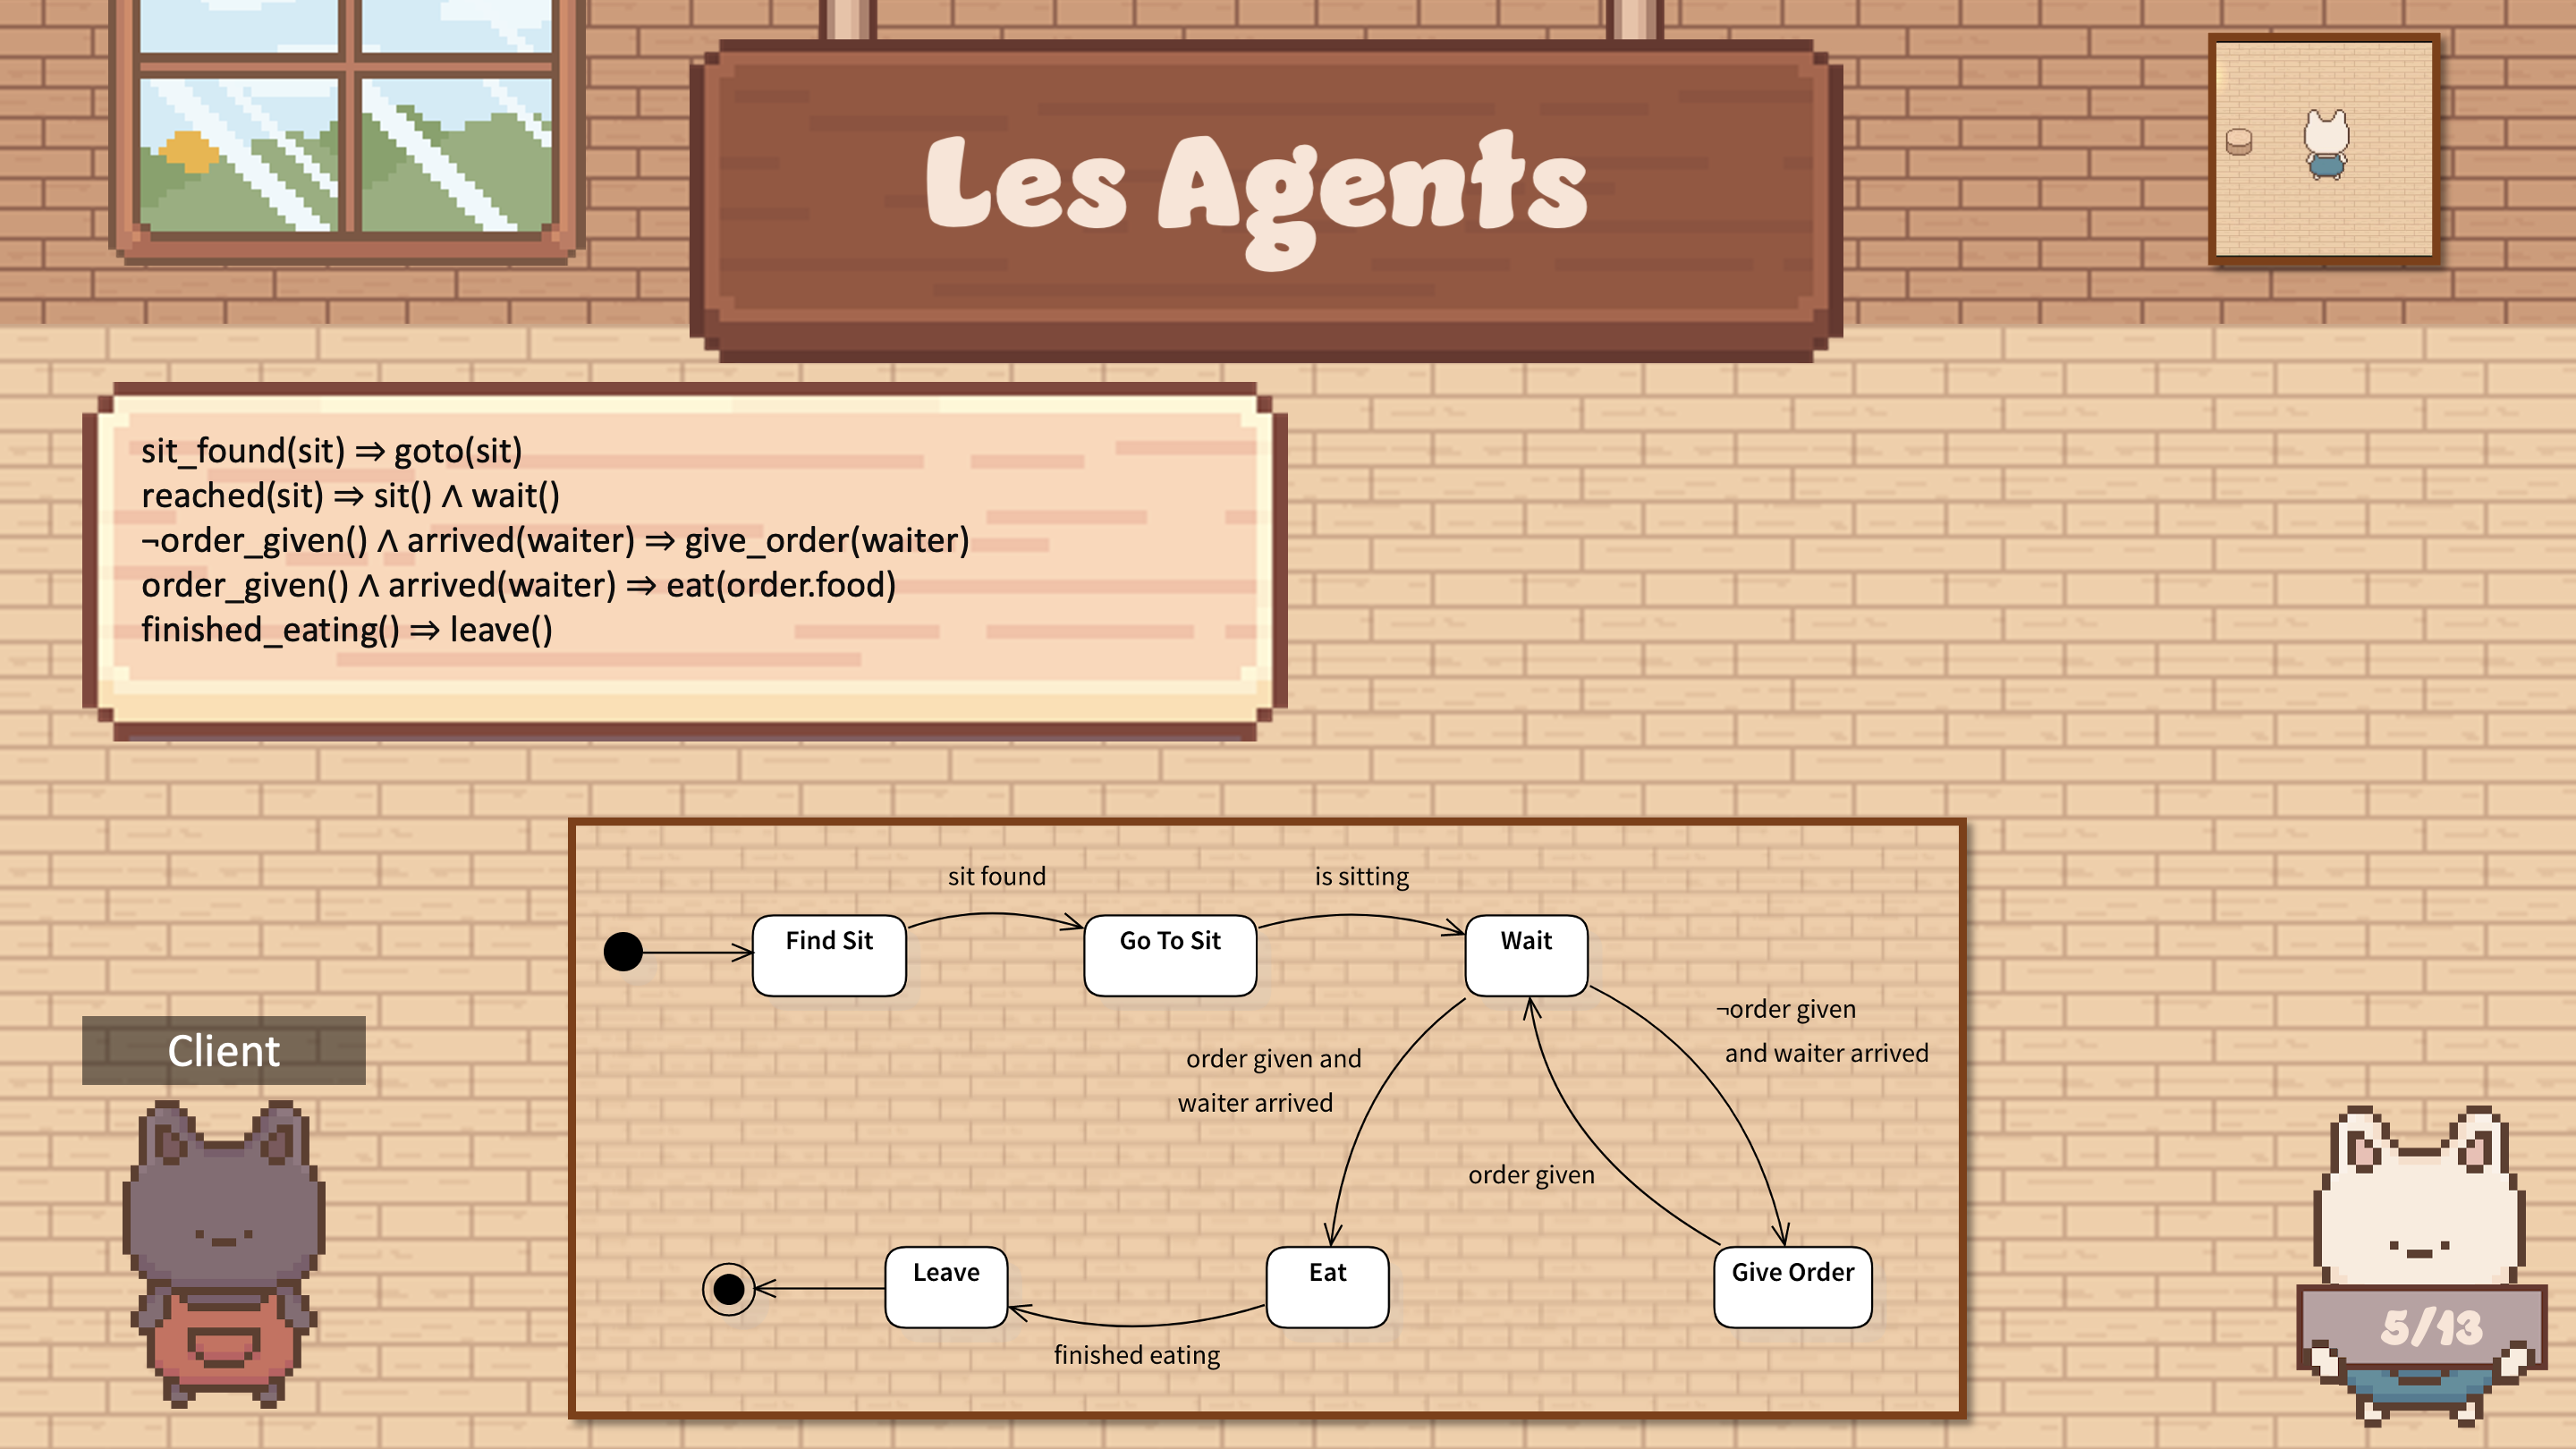 Les Agents
sit_found(sit) ⇒ goto(sit)
reached(sit) ⇒ sit() ∧ wait()
¬order_given() ∧ arrived(waiter) ⇒ give_order(waiter)
order_given() ∧ arrived(waiter) ⇒ eat(order.food)
finished_eating() ⇒ leave()
sit found
is sitting
Find Sit
Go To Sit
Wait
¬order given
and waiter arrived
order given and
waiter arrived
order given
Leave
Eat
Give Order
finished eating
Client
5/13